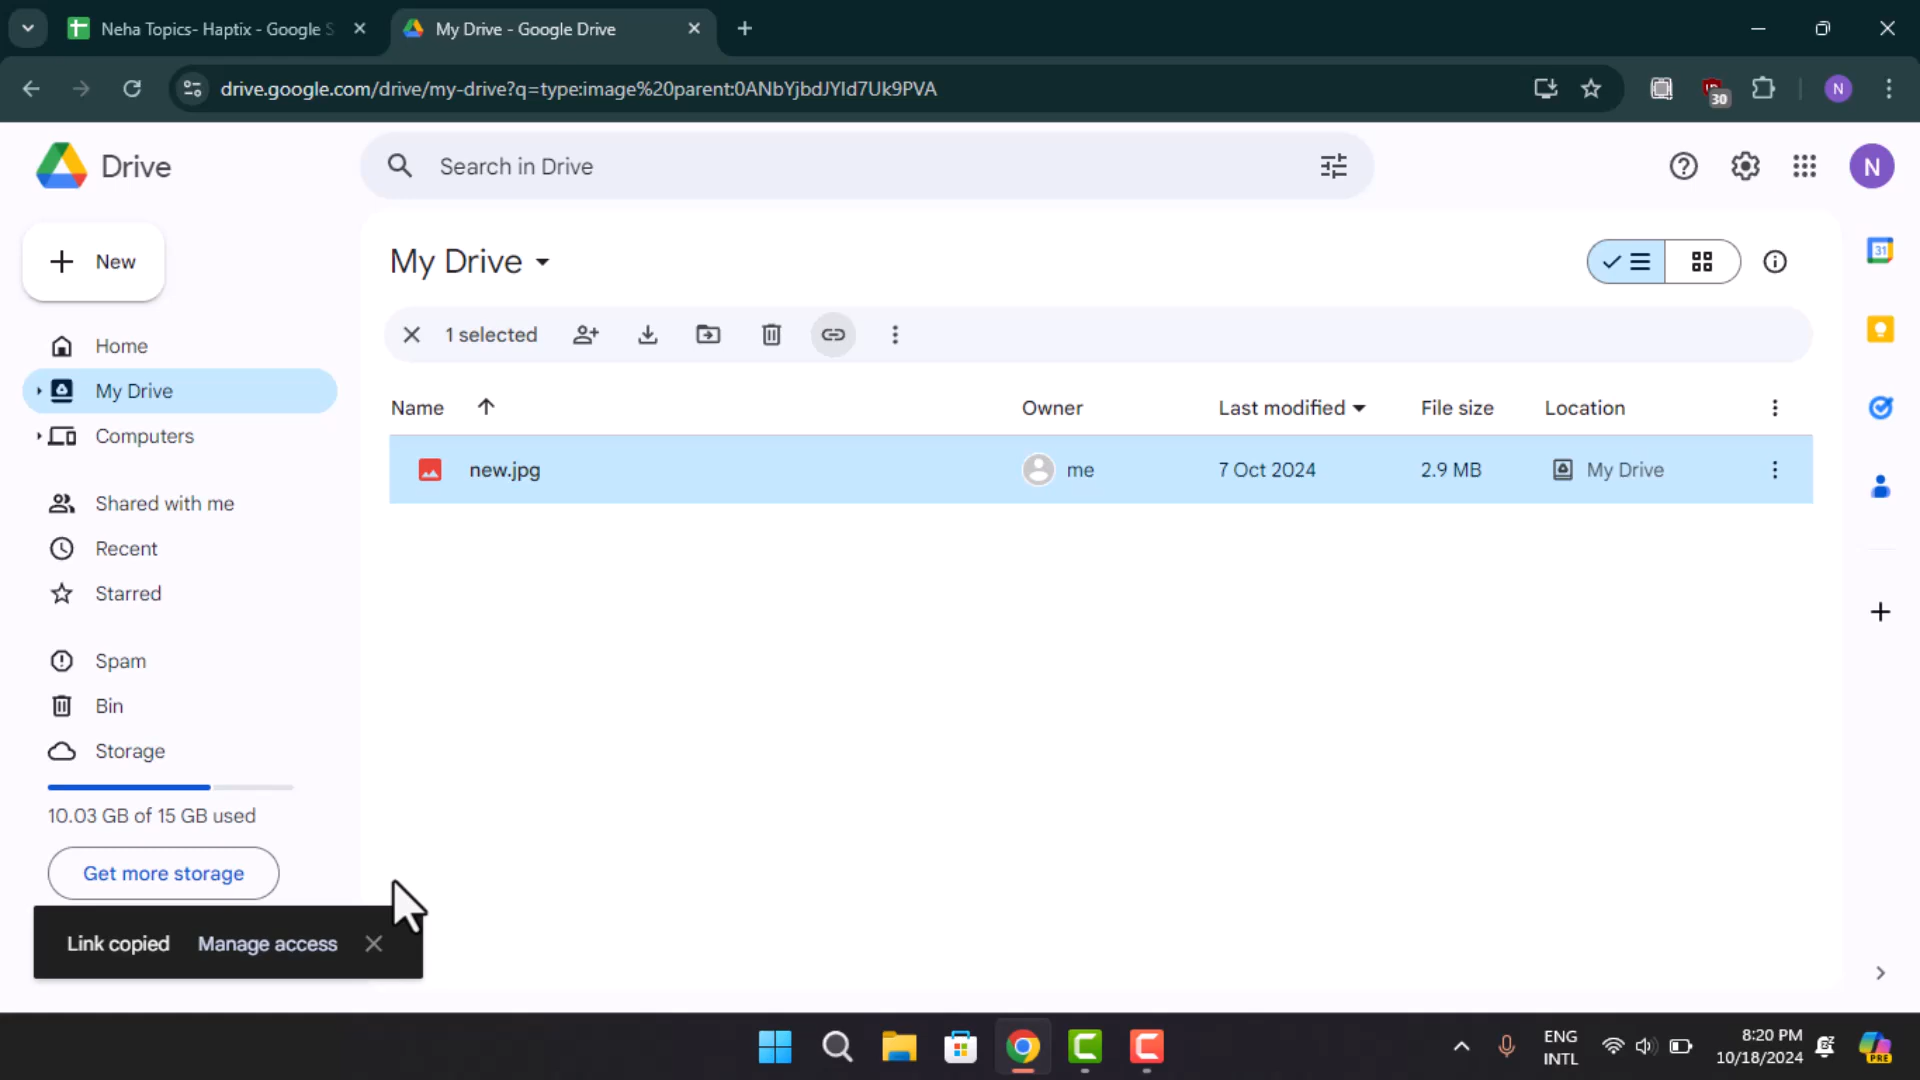 Neha Topics- Haptix - Google S
My Drive - Google Drive
drive.google.com/drive/my-drive?q=type:image%20parent:0ANbYjbdJYld7Uk9PVA
30
N
Drive
Search in Drive
N
New
My Drive
31
1 selected
Home
My Drive
Computers
Shared with me
Recent
Starred
Spam
Bin
Storage
10.03 GB of 15 GB used
Get more storage
Name
Owner
Last modified
File size
Location
new.jpg
me
7 Oct 2024
2.9 MB
My Drive
Link copied
Manage access
ENG
INTL
8:20 PM
10/18/2024
PRE